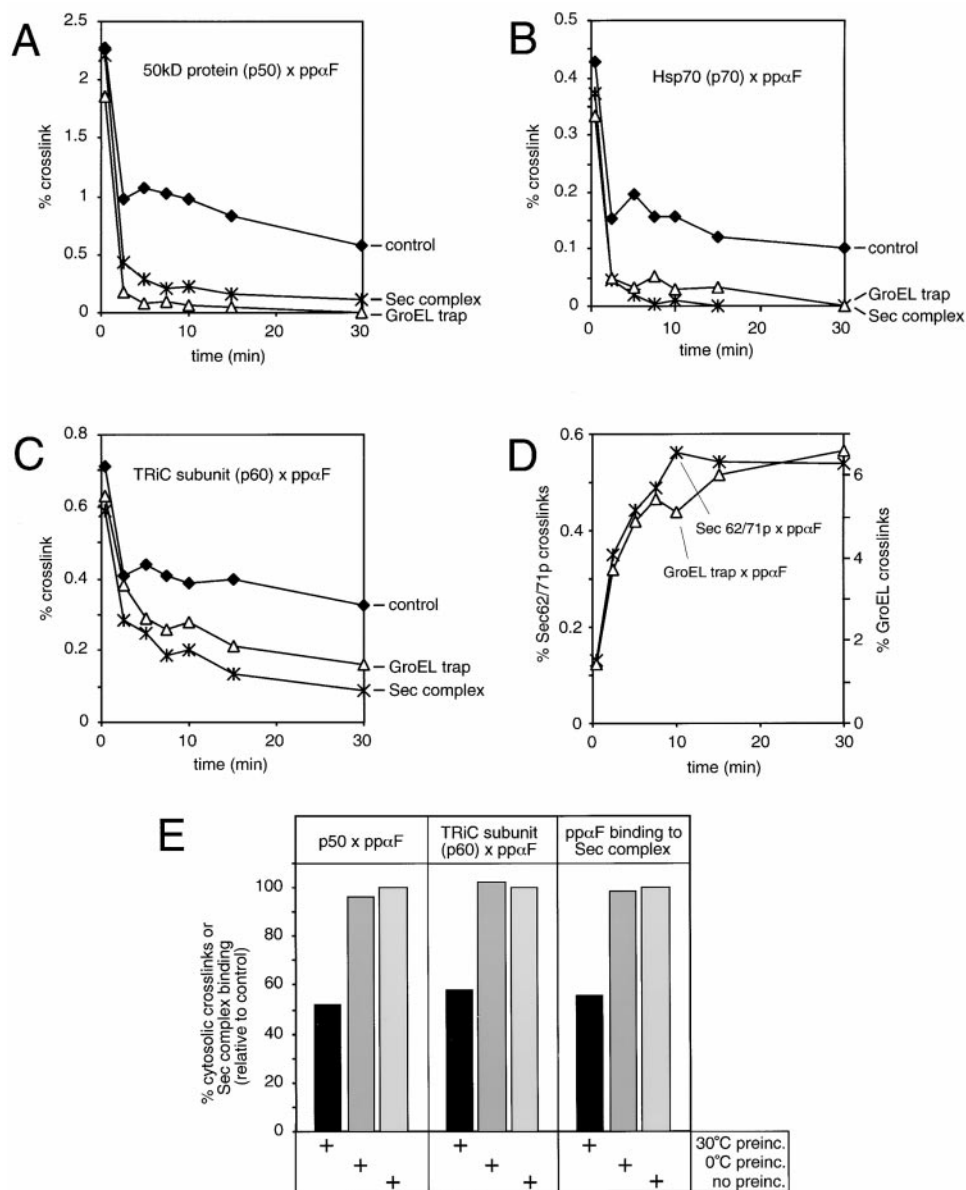 A
50kD protein (p50) x ppαF
% crosslink
2.5
2
1.5
1
0.5
0
control
Sec complex
GroEL trap
0
10
20
30
time (min)
B
Hsp70 (p70) x ppαF
% crosslink
0.5
0.4
0.3
0.2
0.1
0
control
GroEL trap
Sec complex
0
10
20
30
time (min)
C
TRiC subunit (p60) x ppαF
% crosslink
0.8
0.6
0.4
0.2
0
control
GroEL trap
Sec complex
0
10
20
30
time (min)
D
% Sec62/71p crosslinks
0.6
0.4
0.2
0
Sec 62/71p x ppαF
GroEL trap x ppαF
6
4
2
0
% GroEL crosslinks
0
10
20
30
time (min)
E
p50 x ppαF
TRiC subunit
(p60) x ppαF
ppαF binding to
Sec complex
% cytosolic crosslinks or
Sec complex binding
(relative to control)
100
80
60
40
20
0
+ + + 30°C preinc.
+ + + 0°C preinc.
+ + + no preinc.